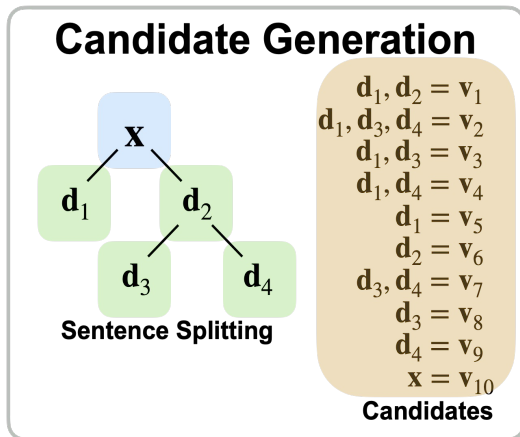 Candidate Generation
x
d₁ d₂
d₃ d₄
Sentence Splitting
d₁, d₂ = v₁
d₁, d₃, d₄ = v₂
d₁, d₃ = v₃
d₁, d₄ = v₄
d₁ = v₅
d₂ = v₆
d₃, d₄ = v₇
d₃ = v₈
d₄ = v₉
x = v₁₀
Candidates